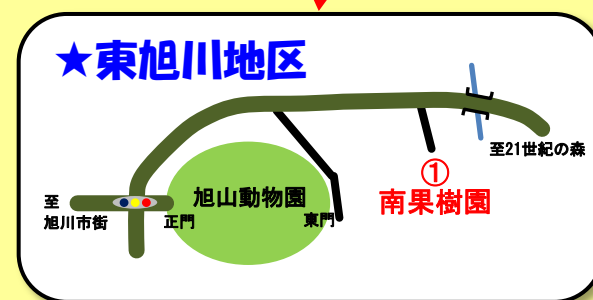 ★東旭川地区
至21世紀の森
①
南果樹園
旭山動物園
至
旭川市街
正門
東門